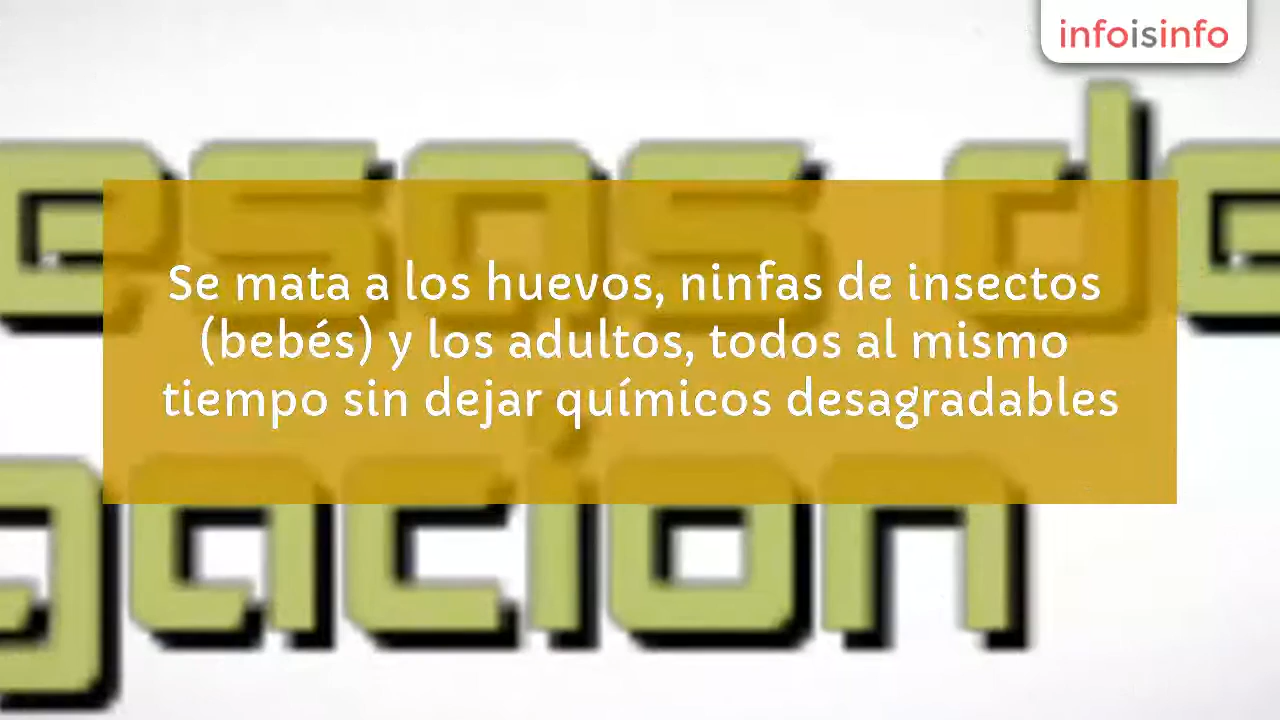 infoisinfo
Se mata a los huevos, ninfas de insectos
(bebés) y los adultos, todos al mismo
tiempo sin dejar químicos desagradables